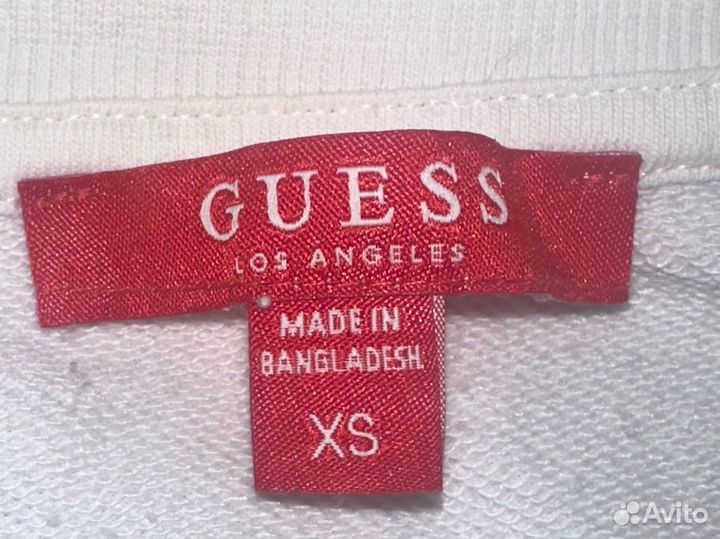 GUESS
LOS ANGELES
MADE IN
BANGLADESH.
XS
Avito